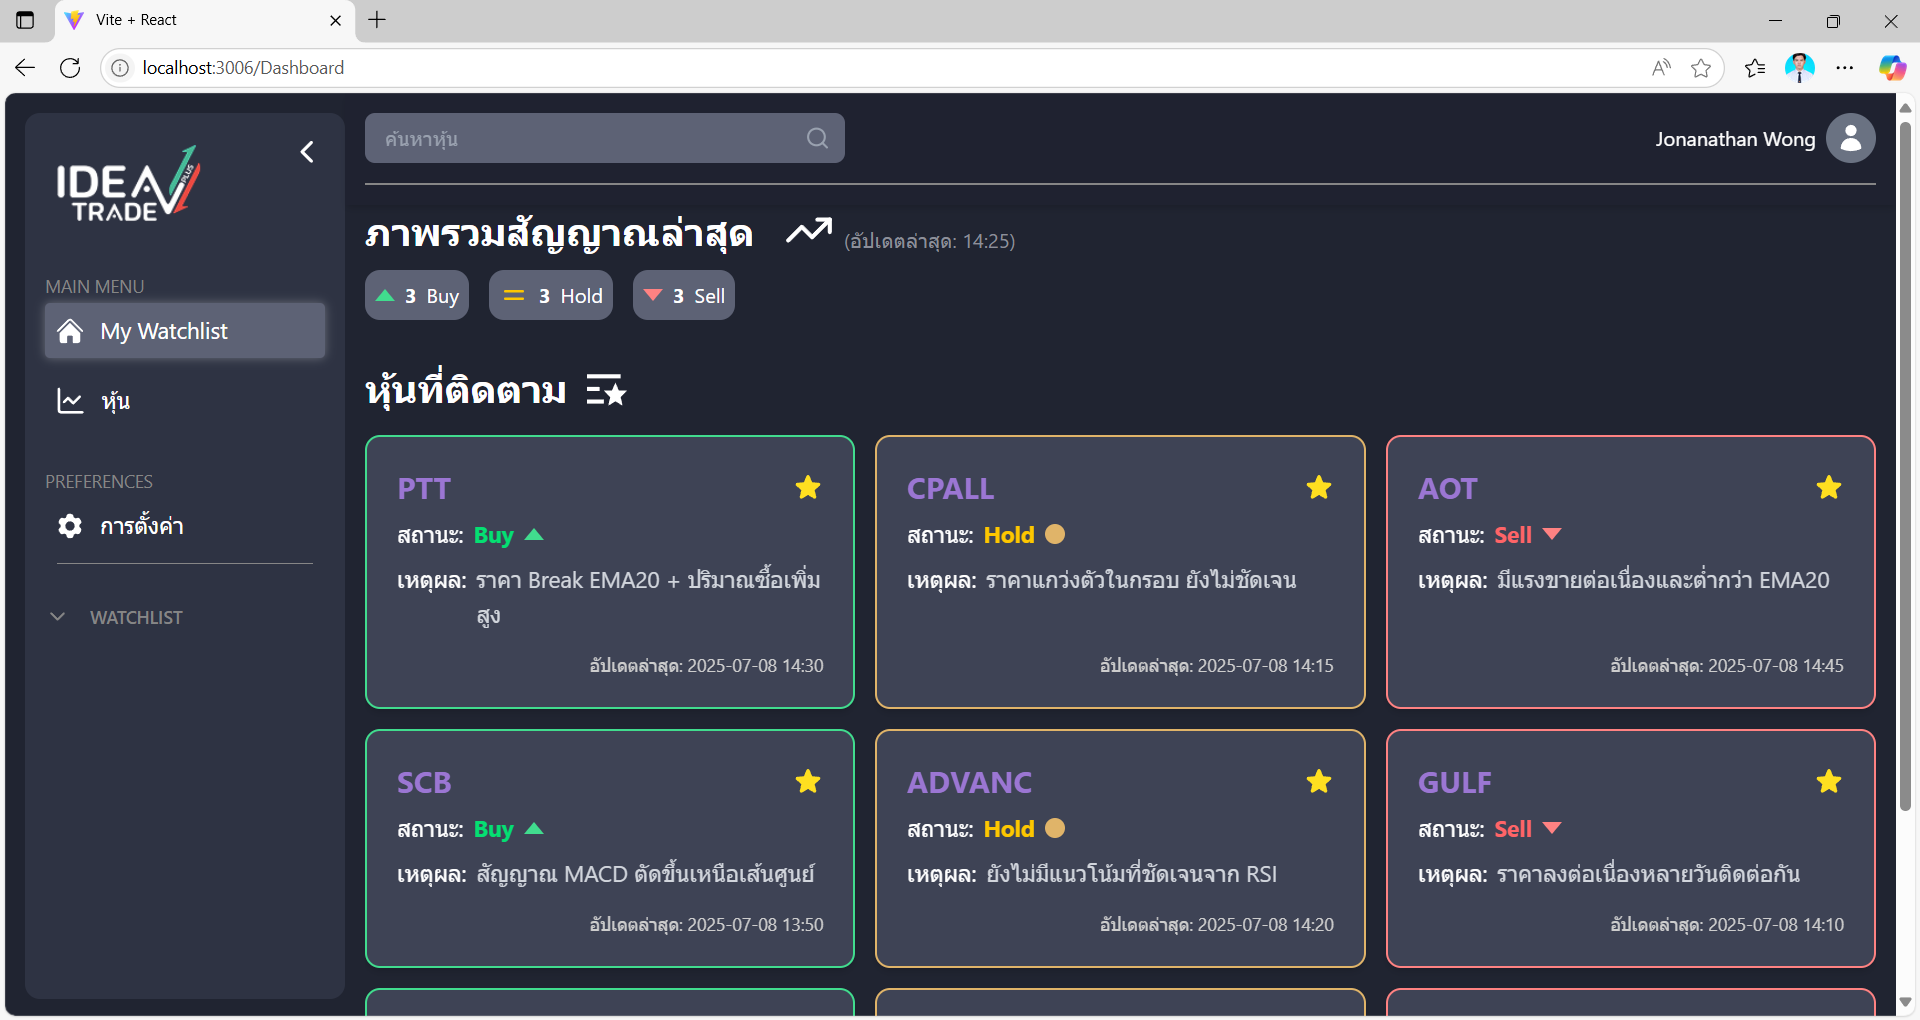 Vite + React
localhost:3006/Dashboard
IDEA TRADE PLUS
ค้นหาหุ้น
Jonanathan Wong
MAIN MENU
My Watchlist
หุ้น
PREFERENCES
การตั้งค่า
WATCHLIST
ภาพรวมสัญญาณล่าสุด (อัปเดตล่าสุด: 14:25)
3 Buy
3 Hold
3 Sell
หุ้นที่ติดตาม
PTT
สถานะ: Buy
เหตุผล: ราคา Break EMA20 + ปริมาณซื้อเพิ่ม
สูง
อัปเดตล่าสุด: 2025-07-08 14:30
CPALL
สถานะ: Hold
เหตุผล: ราคาแกว่งตัวในกรอบ ยังไม่ชัดเจน
อัปเดตล่าสุด: 2025-07-08 14:15
AOT
สถานะ: Sell
เหตุผล: มีแรงขายต่อเนื่องและต่ำกว่า EMA20
อัปเดตล่าสุด: 2025-07-08 14:45
SCB
สถานะ: Buy
เหตุผล: สัญญาณ MACD ตัดขึ้นเหนือเส้นศูนย์
อัปเดตล่าสุด: 2025-07-08 13:50
ADVANC
สถานะ: Hold
เหตุผล: ยังไม่มีแนวโน้มที่ชัดเจนจาก RSI
อัปเดตล่าสุด: 2025-07-08 14:20
GULF
สถานะ: Sell
เหตุผล: ราคาลงต่อเนื่องหลายวันติดต่อกัน
อัปเดตล่าสุด: 2025-07-08 14:10